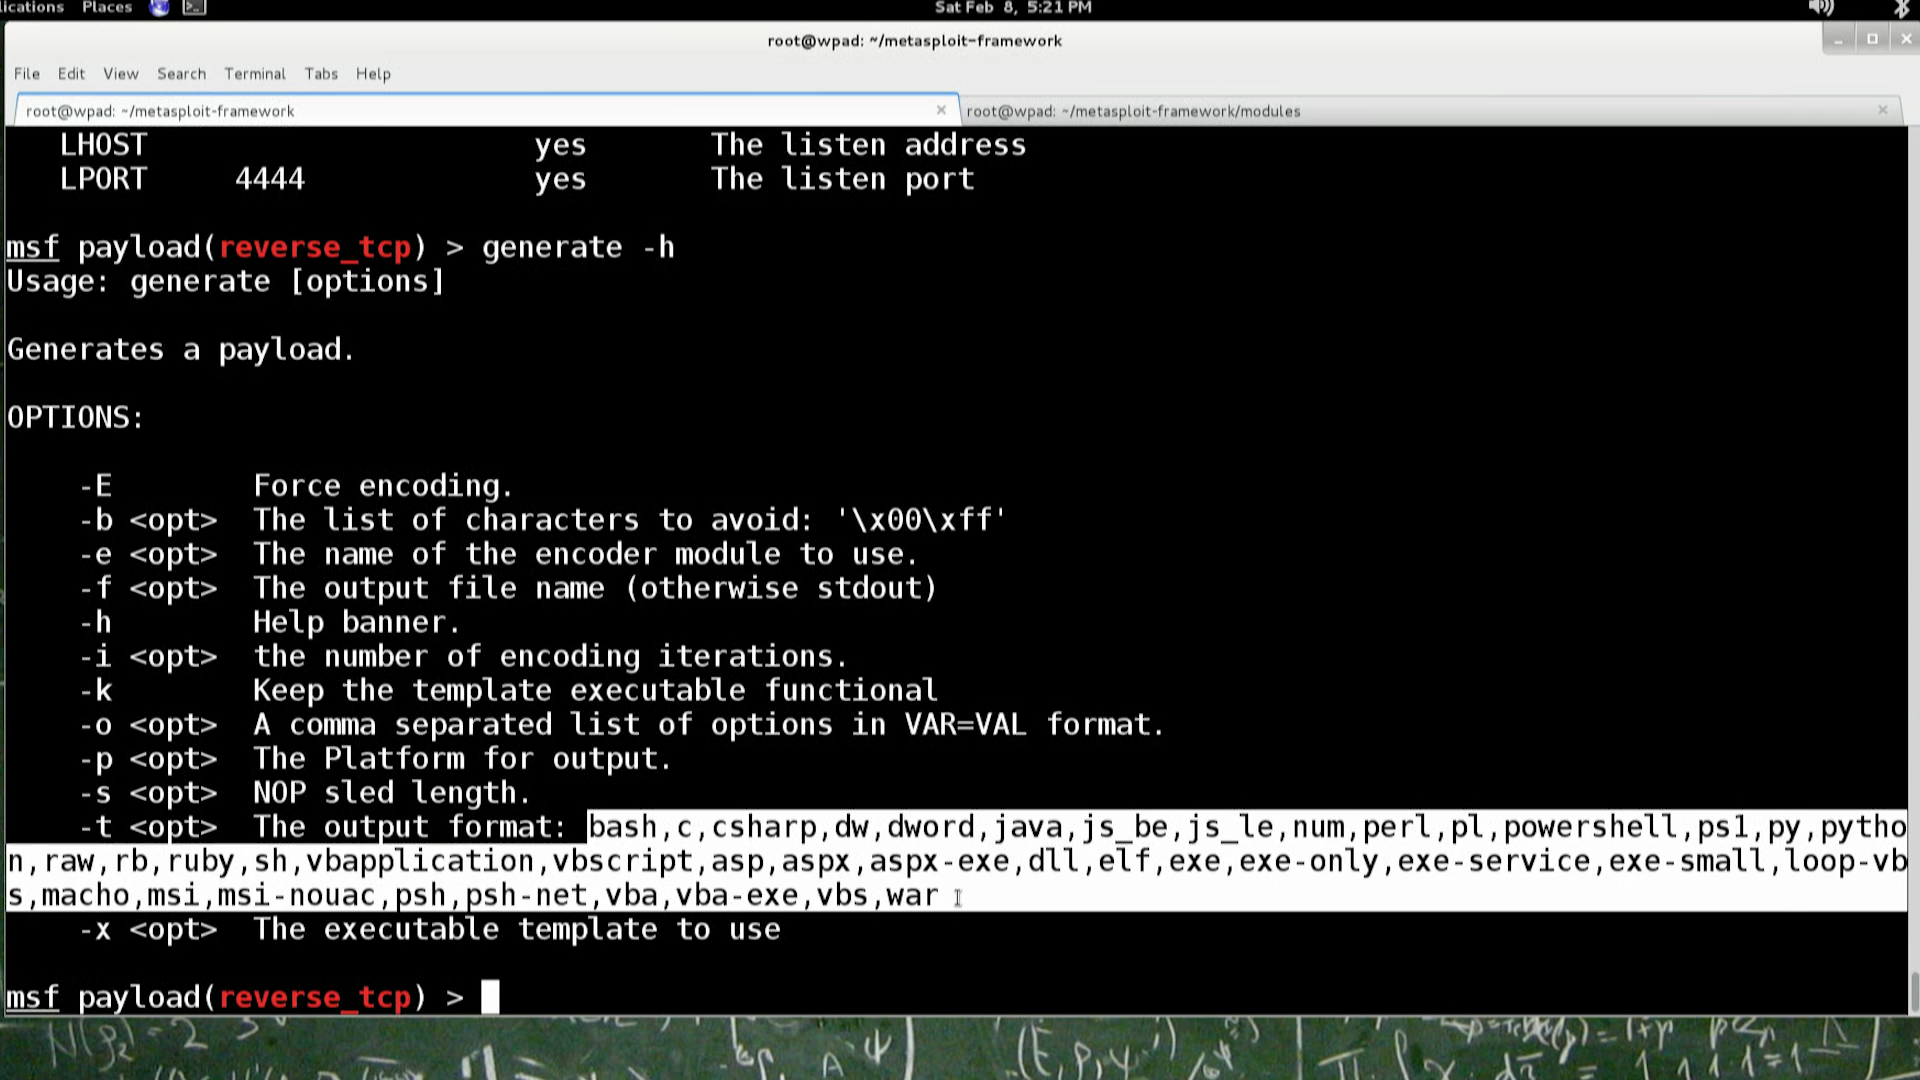 lications Places Sat Feb 8, 5:21 PM
root@wpad: ~/metasploit-framework
File Edit View Search Terminal Tabs Help
root@wpad: ~/metasploit-framework root@wpad: ~/metasploit-framework/modules
LHOST yes The listen address
LPORT 4444 yes The listen port
msf payload(reverse_tcp) > generate -h
Usage: generate [options]
Generates a payload.
OPTIONS:
-E Force encoding.
-b <opt> The list of characters to avoid: '\x00\xff'
-e <opt> The name of the encoder module to use.
-f <opt> The output file name (otherwise stdout)
-h Help banner.
-i <opt> the number of encoding iterations.
-k Keep the template executable functional
-o <opt> A comma separated list of options in VAR=VAL format.
-p <opt> The Platform for output.
-s <opt> NOP sled length.
-t <opt> The output format: bash,c,csharp,dw,dword,java,js_be,js_le,num,perl,pl,powershell,ps1,py,pytho
n,raw,rb,ruby,sh,vbapplication,vbscript,asp,aspx,aspx-exe,dll,elf,exe,exe-only,exe-service,exe-small,loop-vb
s,macho,msi,msi-nouac,psh,psh-net,vba,vba-exe,vbs,war
-x <opt> The executable template to use
msf payload(reverse_tcp) >